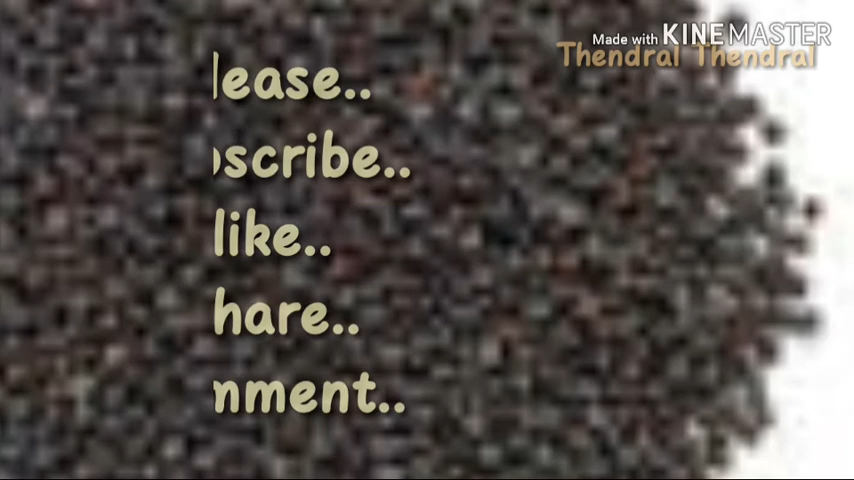 Made with KINEMASTER
Thendral Thendral
lease..
scribe..
like..
hare..
nment..